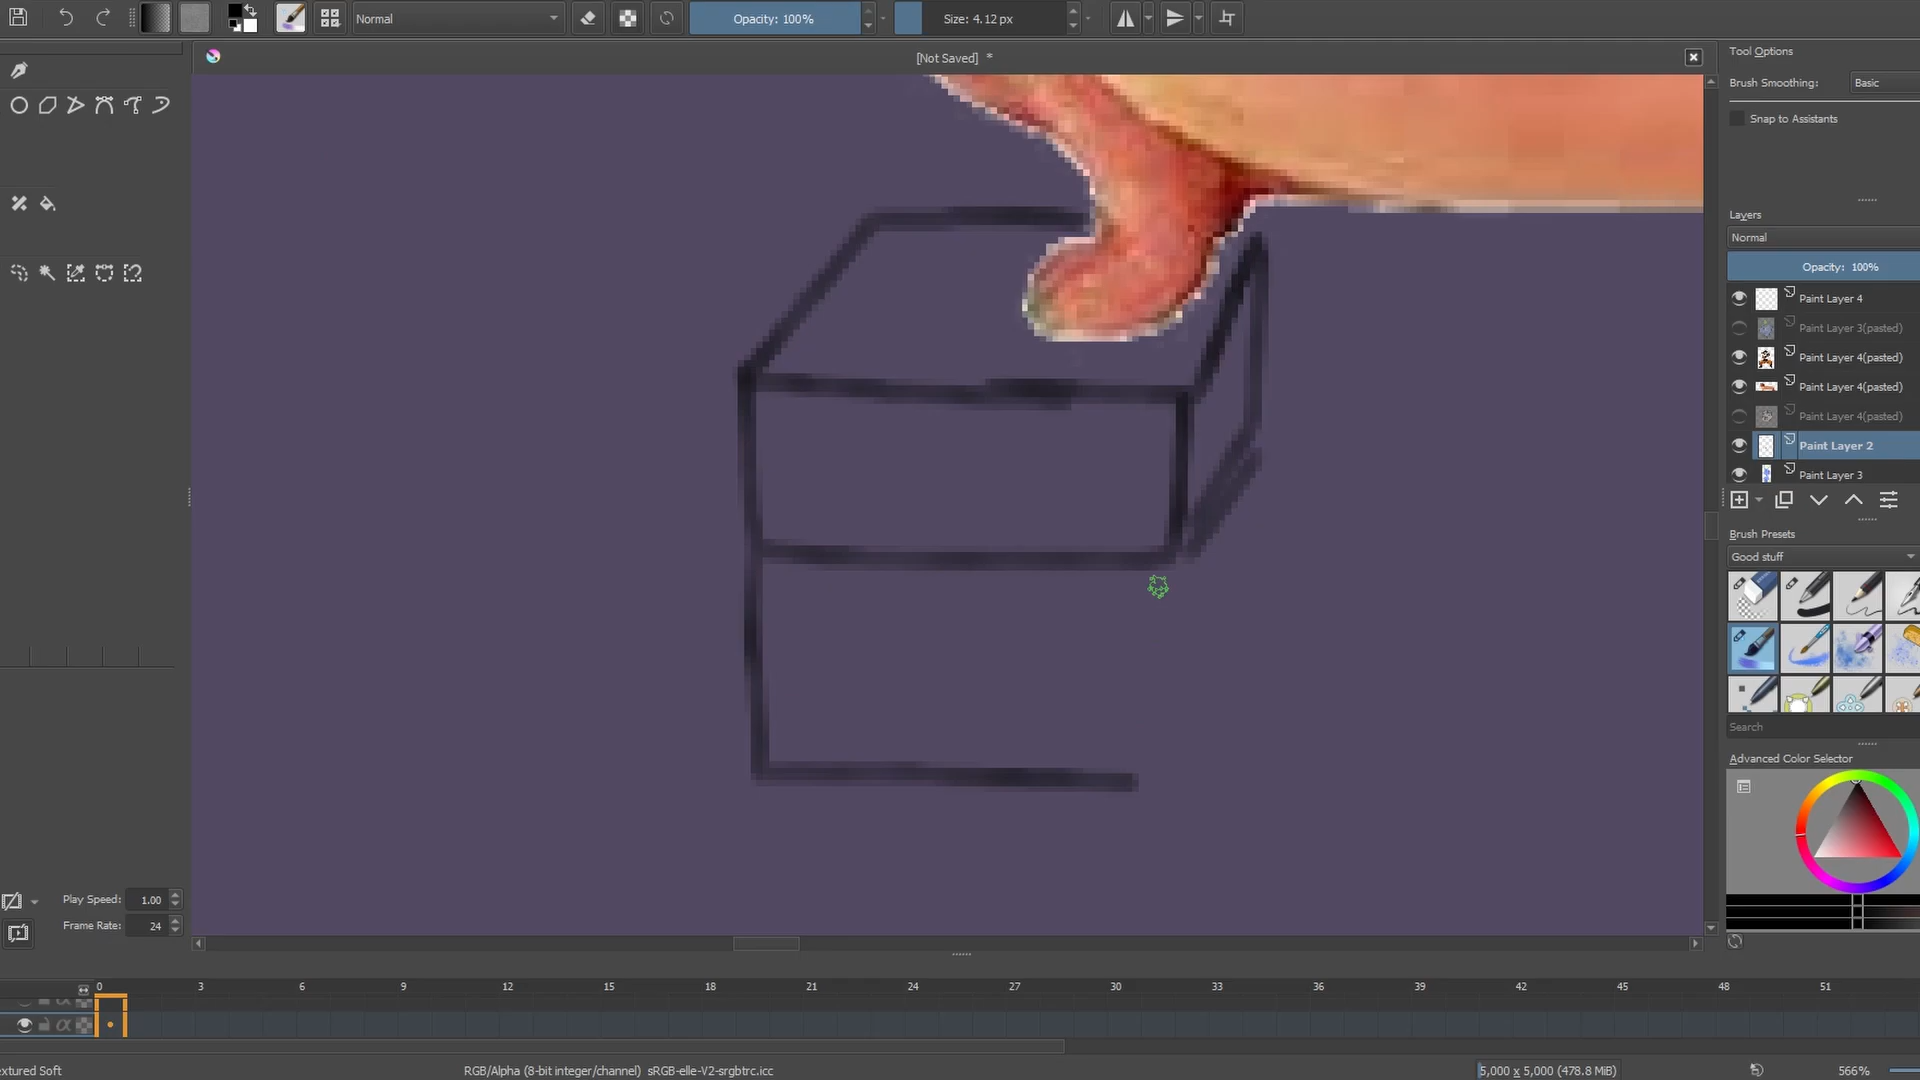 Normal
Opacity: 100%
Size: 4.12 px
[Not Saved] *
Tool Options
Brush Smoothing:
Basic
Snap to Assistants
Layers
Normal
Opacity: 100%
Paint Layer 4
Paint Layer 3(pasted)
Paint Layer 4(pasted)
Paint Layer 4(pasted)
Paint Layer 4(pasted)
Paint Layer 2
Paint Layer 3
Brush Presets
Good stuff
Search
Advanced Color Selector
Play Speed: 1.00
Frame Rate: 24
0 3 6 9 12 15 18 21 24 27 30 33 36 39 42 45 48 51
extured Soft
RGB/Alpha (8-bit integer/channel) sRGB-elle-V2-srgbtrc.icc
5,000 x 5,000 (478.8 MiB)
566%